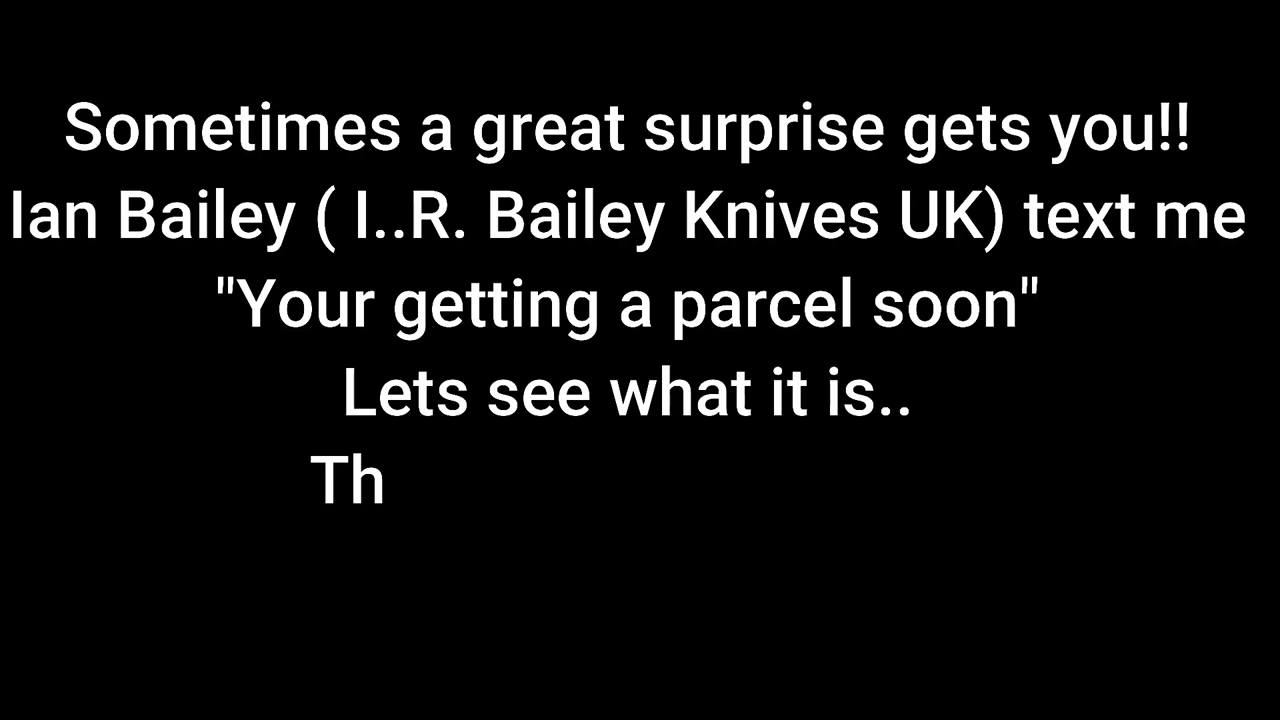 Sometimes a great surprise gets you!!
Ian Bailey ( I..R. Bailey Knives UK) text me
"Your getting a parcel soon"
Lets see what it is..
Th